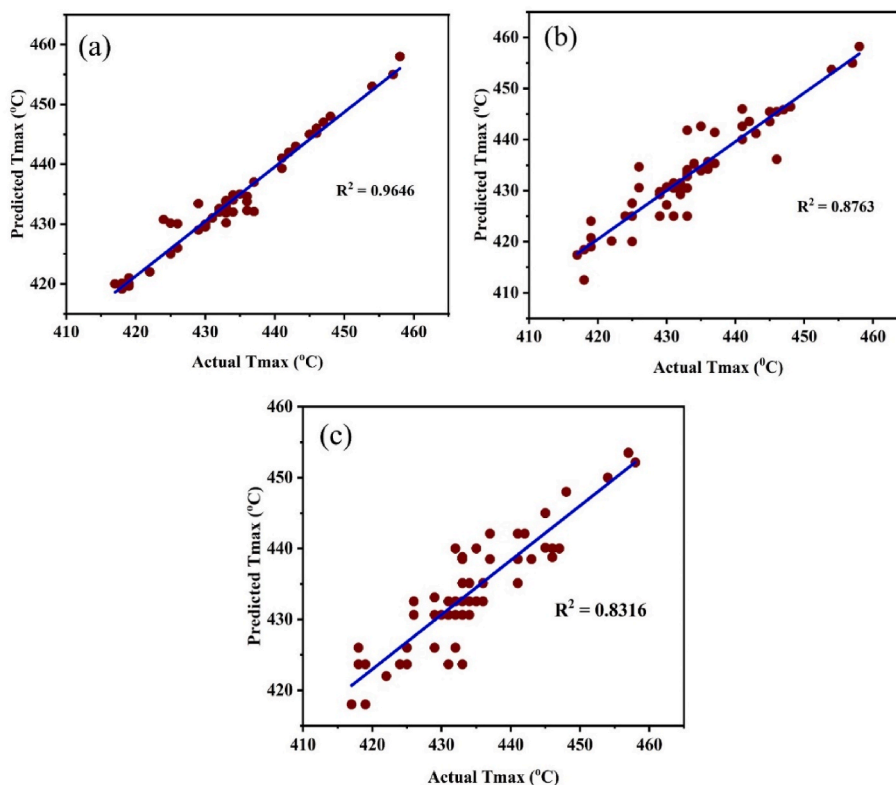 (a)
Predicted Tmax (°C)
460
450
440
430
420
R² = 0.9646
410 420 430 440 450 460
Actual Tmax (°C)
(b)
Predicted Tmax (°C)
460
450
440
430
420
410
R² = 0.8763
410 420 430 440 450 460
Actual Tmax (⁰C)
(c)
Predicted Tmax (°C)
460
450
440
430
420
R² = 0.8316
410 420 430 440 450 460
Actual Tmax (°C)